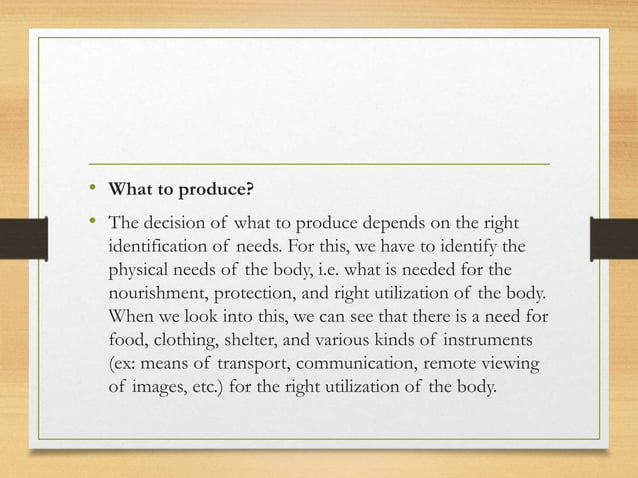 • What to produce?
• The decision of what to produce depends on the right
identification of needs. For this, we have to identify the
physical needs of the body, i.e. what is needed for the
nourishment, protection, and right utilization of the body.
When we look into this, we can see that there is a need for
food, clothing, shelter, and various kinds of instruments
(ex: means of transport, communication, remote viewing
of images, etc.) for the right utilization of the body.